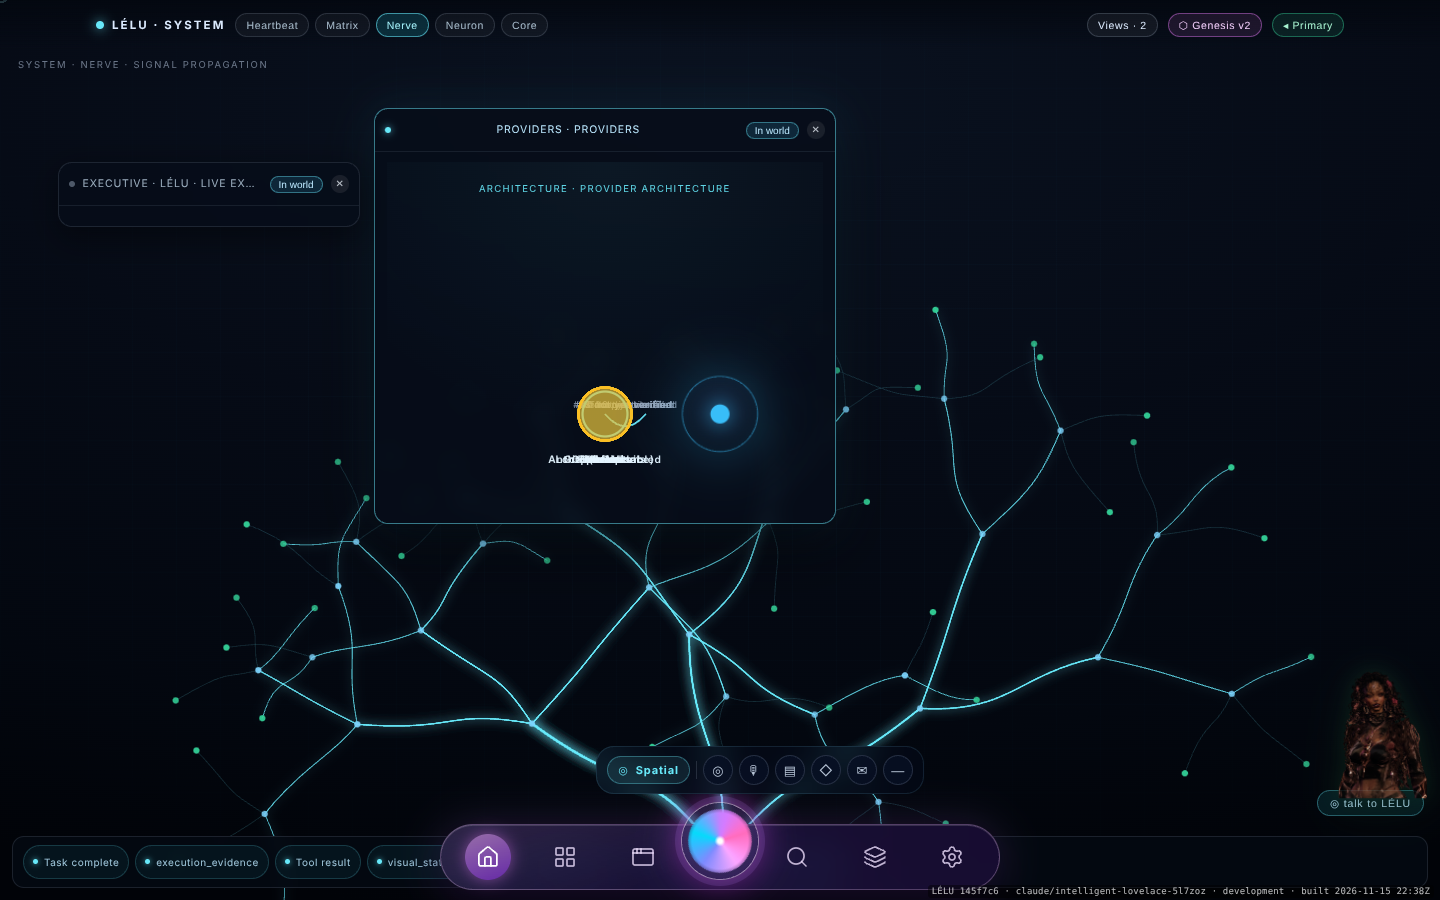 LÉLU · SYSTEM
Heartbeat
Matrix
Nerve
Neuron
Core
Views · 2
⬡ Genesis v2
◂ Primary
SYSTEM · NERVE · SIGNAL PROPAGATION
PROVIDERS · PROVIDERS
In world
EXECUTIVE · LÉLU · LIVE EX…
In world
ARCHITECTURE · PROVIDER ARCHITECTURE
Spatial
talk to LÉLU
Task complete
execution_evidence
Tool result
LÉLU 145f7c6 · claude/intelligent-lovelace-5l7zoz · development · built 2026-11-15 22:38Z